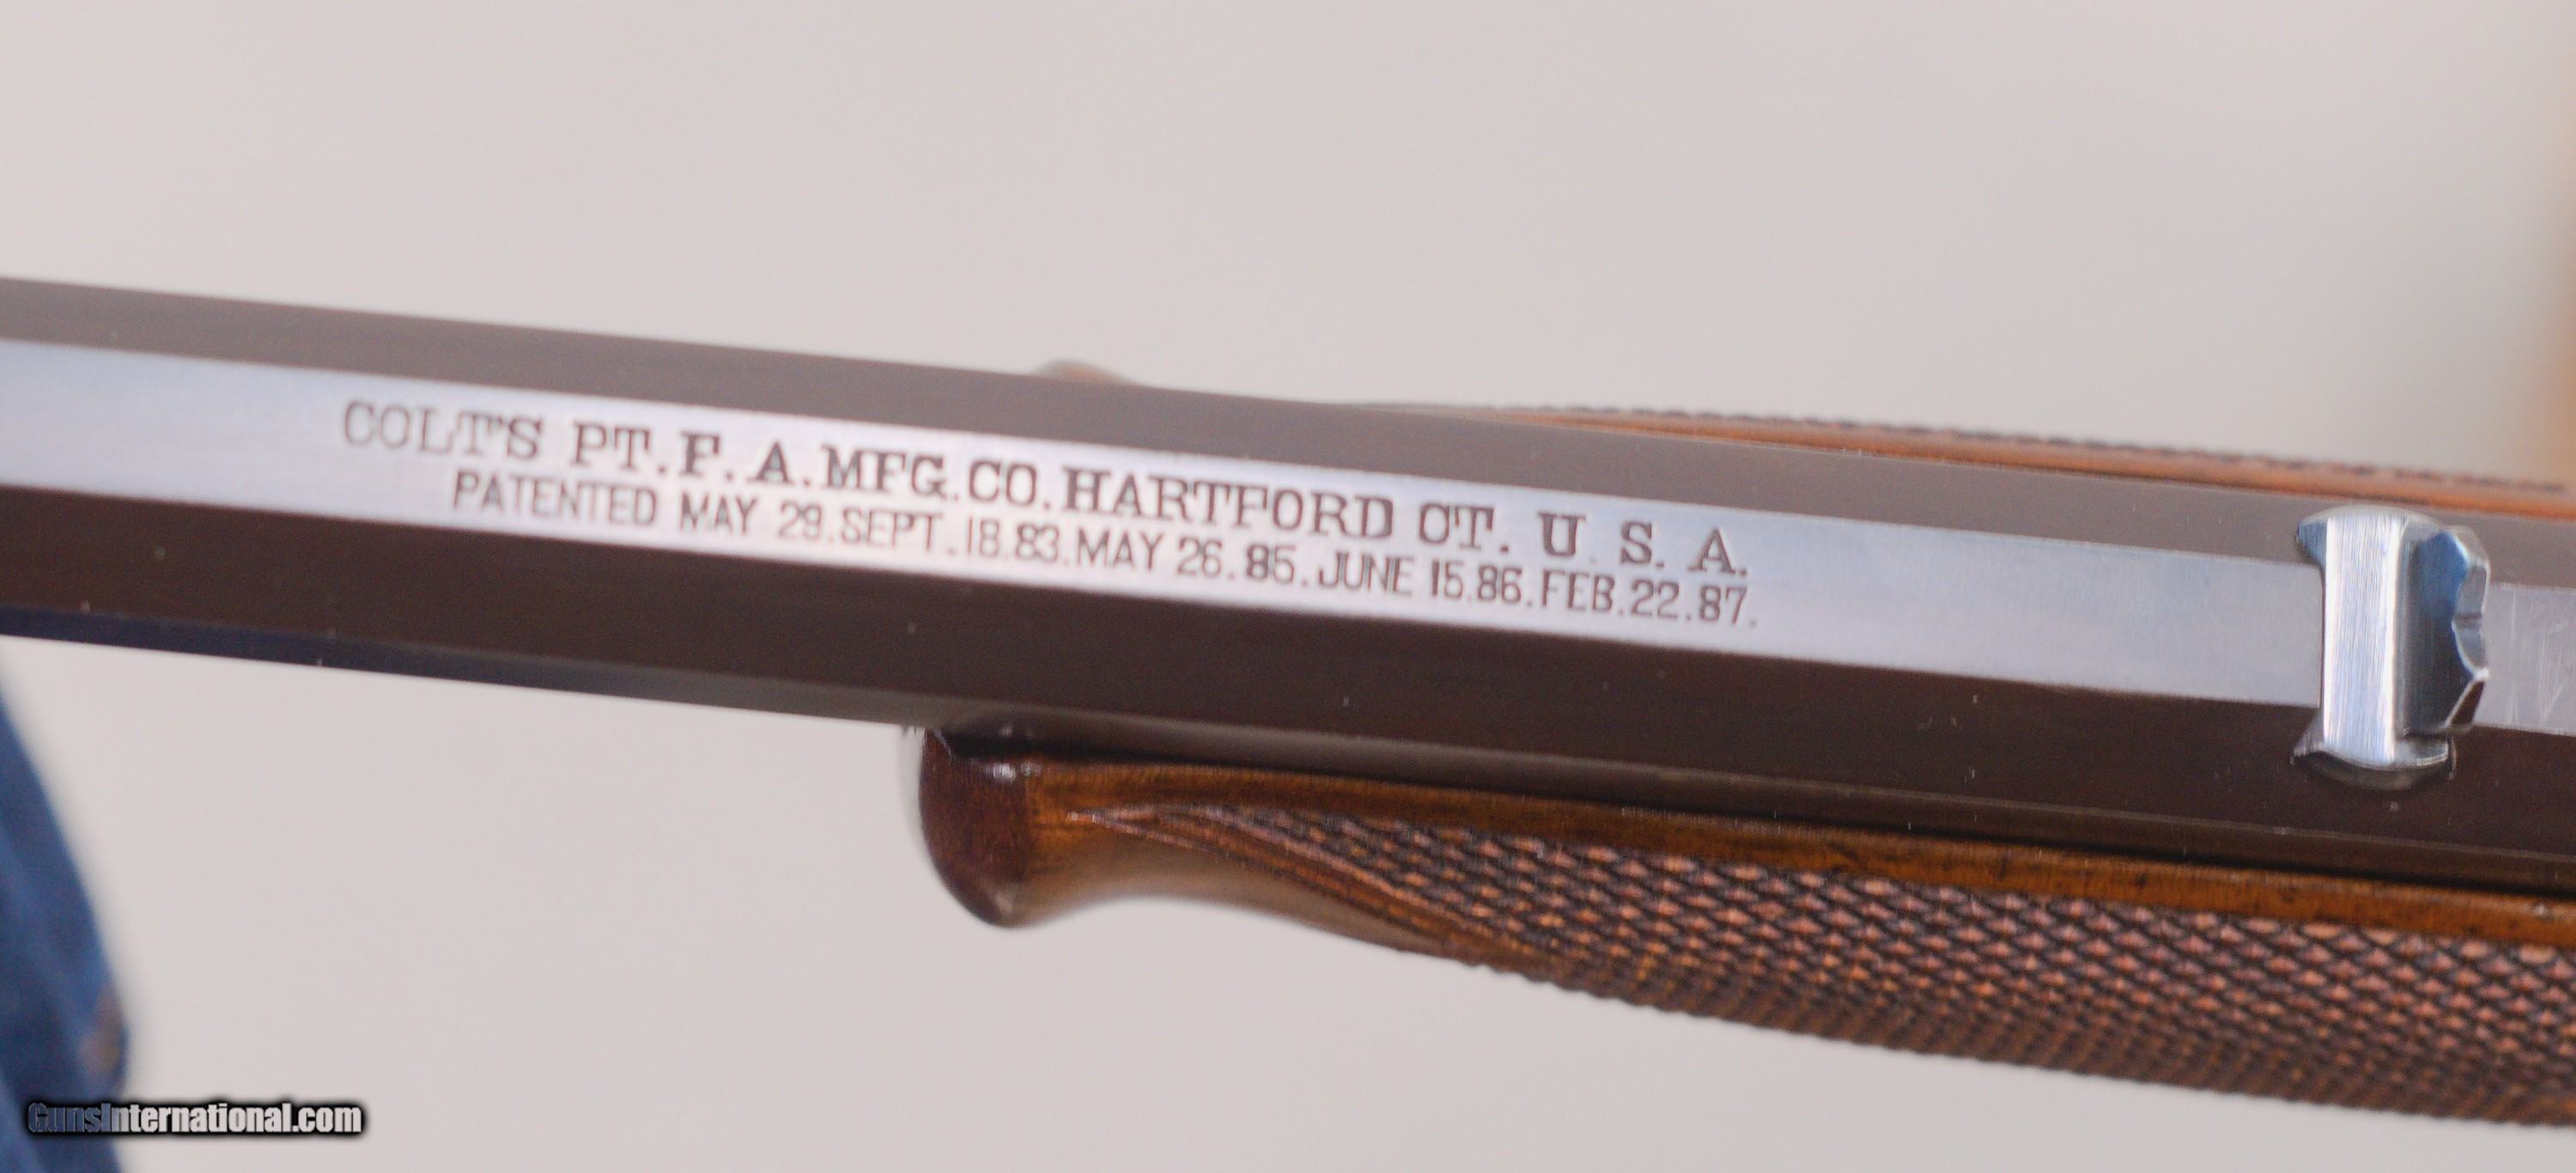 COLT'S PT. F. A. MFG. CO. HARTFORD CT. U. S. A.
PATENTED MAY 29. SEPT. 18. 83. MAY 26. 85. JUNE 15. 86. FEB. 22. 87.
GunsInternational.com